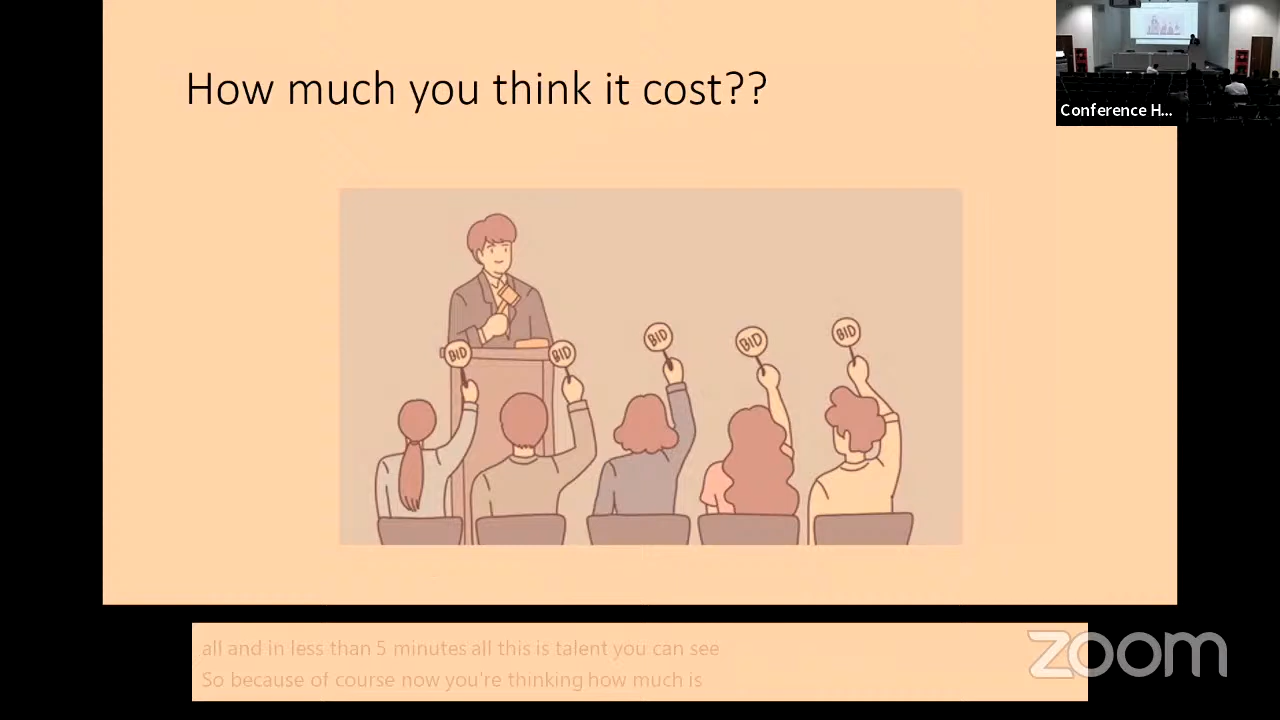 How much you think it cost??
Conference H...
BID
BID
BID
BID
BID
all and in less than 5 minutes all this is talent you can see
So because of course now you're thinking how much is
zoom